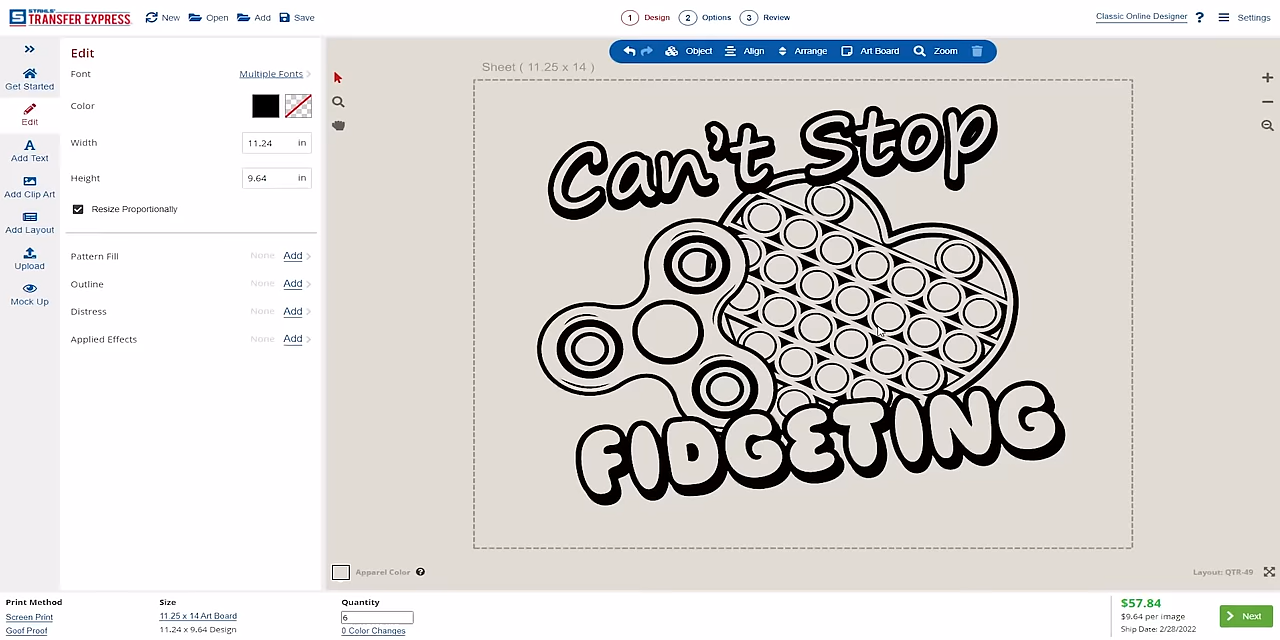 STAHLS'
TRANSFER EXPRESS
New Open Add Save
1 Design 2 Options 3 Review
Classic Online Designer ? Settings
Get Started
Edit
Add Text
Add Clip Art
Add Layout
Upload
Mock Up
Edit
Font Multiple Fonts
Color
Width 11.24 in
Height 9.64 in
Resize Proportionally
Pattern Fill None Add
Outline None Add
Distress None Add
Applied Effects None Add
Object Align Arrange Art Board Zoom
Sheet ( 11.25 x 14 )
Can't Stop
FIDGETING
Apparel Color ?
Layout: QTR-49
Print Method
Screen Print
Goof Proof
Size
11.25 x 14 Art Board
11.24 x 9.64 Design
Quantity
6
0 Color Changes
$57.84
$9.64 per image
Ship Date: 2/28/2022
Next